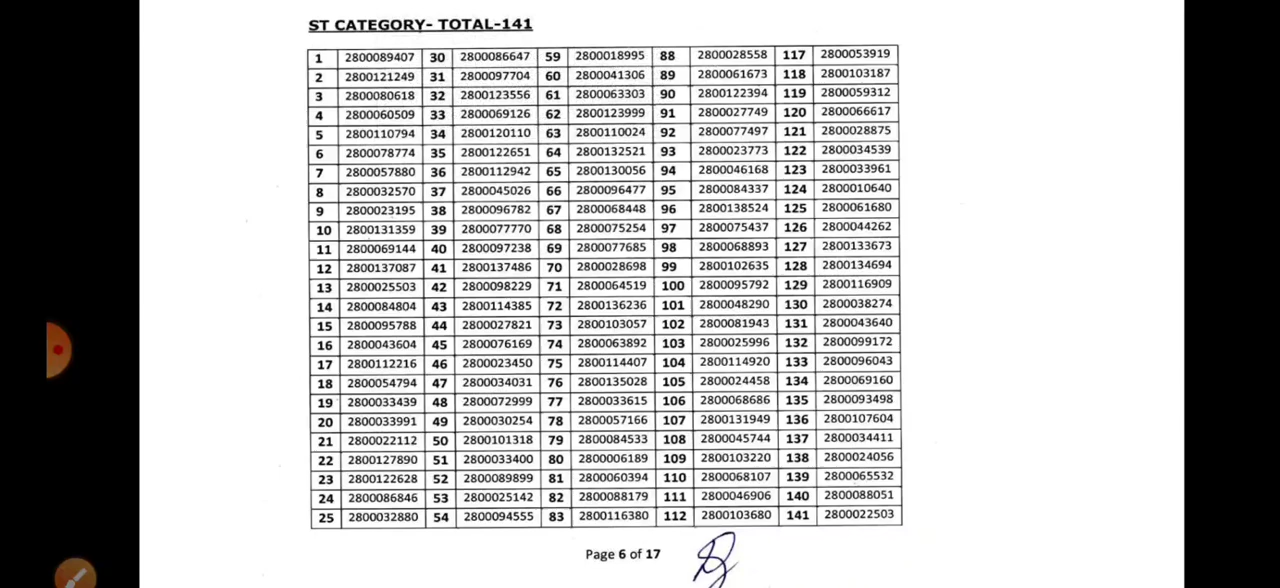 ST CATEGORY- TOTAL-141
1 2800089407 30 2800086647 59 2800018995 88 2800028558 117 2800053919
2 2800121249 31 2800097704 60 2800041306 89 2800061673 118 2800103187
3 2800080618 32 2800123556 61 2800063303 90 2800122394 119 2800059312
4 2800060509 33 2800069126 62 2800123999 91 2800027749 120 2800066617
5 2800110794 34 2800120110 63 2800110024 92 2800077497 121 2800028875
6 2800078774 35 2800122651 64 2800132521 93 2800023773 122 2800034539
7 2800057880 36 2800112942 65 2800130056 94 2800046168 123 2800033961
8 2800032570 37 2800045026 66 2800096477 95 2800084337 124 2800010640
9 2800023195 38 2800096782 67 2800068448 96 2800138524 125 2800061680
10 2800131359 39 2800077770 68 2800075254 97 2800075437 126 2800044262
11 2800069144 40 2800097238 69 2800077685 98 2800068893 127 2800133673
12 2800137087 41 2800137486 70 2800028698 99 2800102635 128 2800134694
13 2800025503 42 2800098229 71 2800064519 100 2800095792 129 2800116909
14 2800084804 43 2800114385 72 2800136236 101 2800048290 130 2800038274
15 2800095788 44 2800027821 73 2800103057 102 2800081943 131 2800043640
16 2800043604 45 2800076169 74 2800063892 103 2800025996 132 2800099172
17 2800112216 46 2800023450 75 2800114407 104 2800114920 133 2800096043
18 2800054794 47 2800034031 76 2800135028 105 2800024458 134 2800069160
19 2800033439 48 2800072999 77 2800033615 106 2800068686 135 2800093498
20 2800033991 49 2800030254 78 2800057166 107 2800131949 136 2800107604
21 2800022112 50 2800101318 79 2800084533 108 2800045744 137 2800034411
22 2800127890 51 2800033400 80 2800006189 109 2800103220 138 2800024056
23 2800122628 52 2800089899 81 2800060394 110 2800068107 139 2800065532
24 2800086846 53 2800025142 82 2800088179 111 2800046906 140 2800088051
25 2800032880 54 2800094555 83 2800116380 112 2800103680 141 2800022503
Page 6 of 17